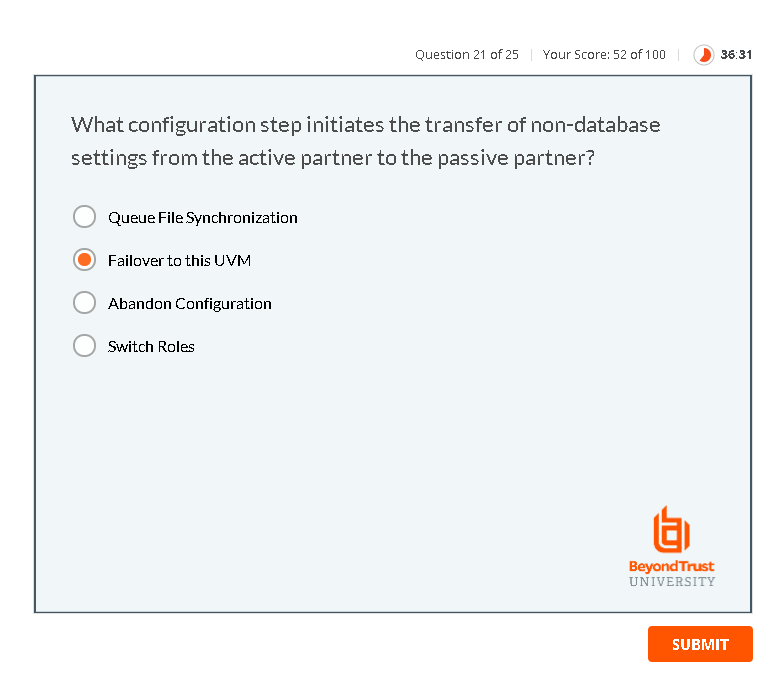 Question 21 of 25 Your Score: 52 of 100 36:31
What configuration step initiates the transfer of non-database
settings from the active partner to the passive partner?
Queue File Synchronization
Failover to this UVM
Abandon Configuration
Switch Roles
BeyondTrust
UNIVERSITY
SUBMIT